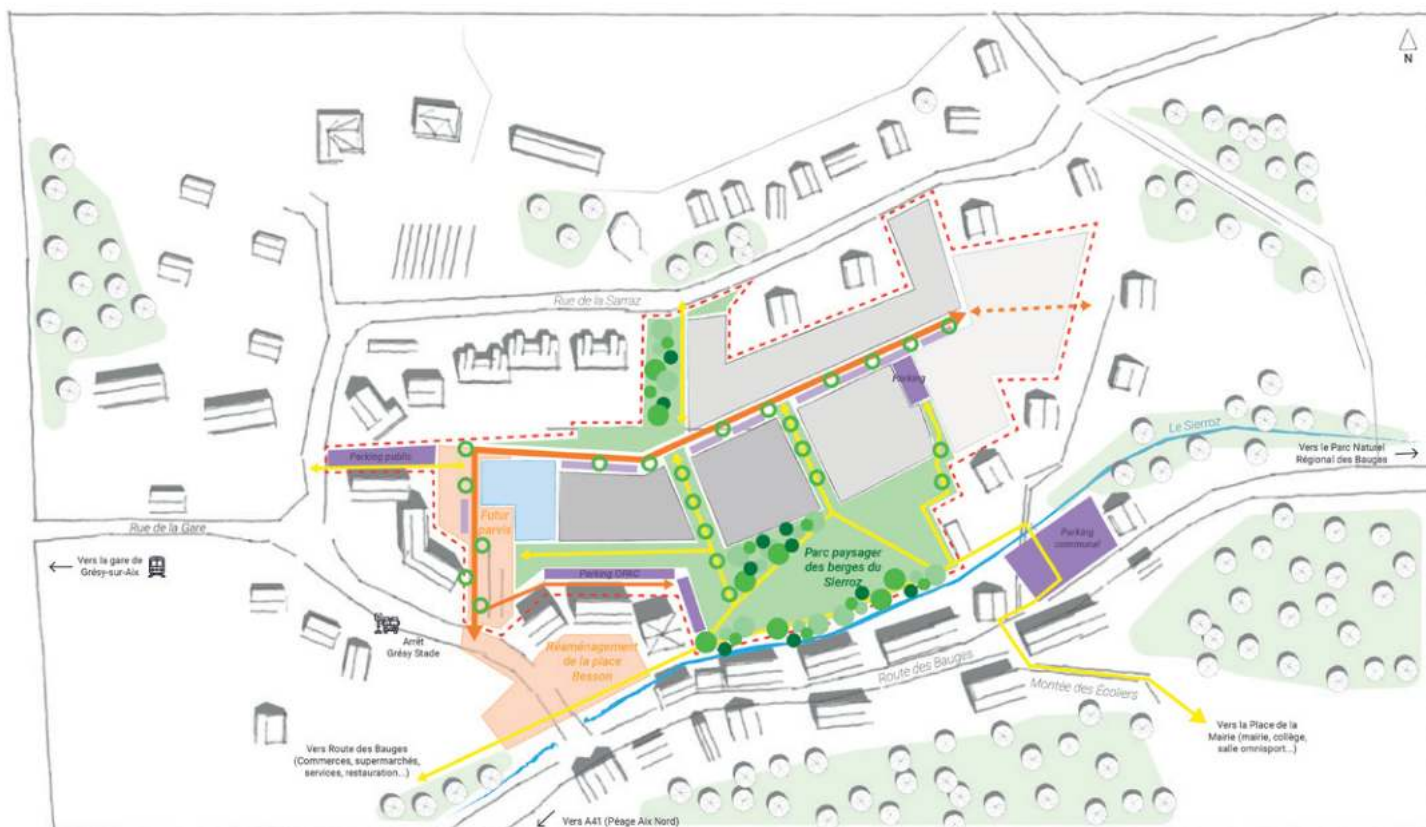 N
Rue de la Sarraz
Parking
Le Sierroz
Vers le Parc Naturel
Régional des Bauges
Parking public
Rue de la Gare
Futur
parvis
Vers la gare de
Grésy-sur-Aix
Parking OPAC
Parc paysager
des berges du
Sierroz
Parking
communal
Arrêt
Grésy Stade
Réaménagement
de la place
Besson
Route des Bauges
Montée des Ecoliers
Vers Route des Bauges
(Commerces, supermarchés,
services, restauration...)
Vers la Place de la
Mairie (mairie, collège,
salle omnisport...)
Vers A41 (Péage Aix Nord)